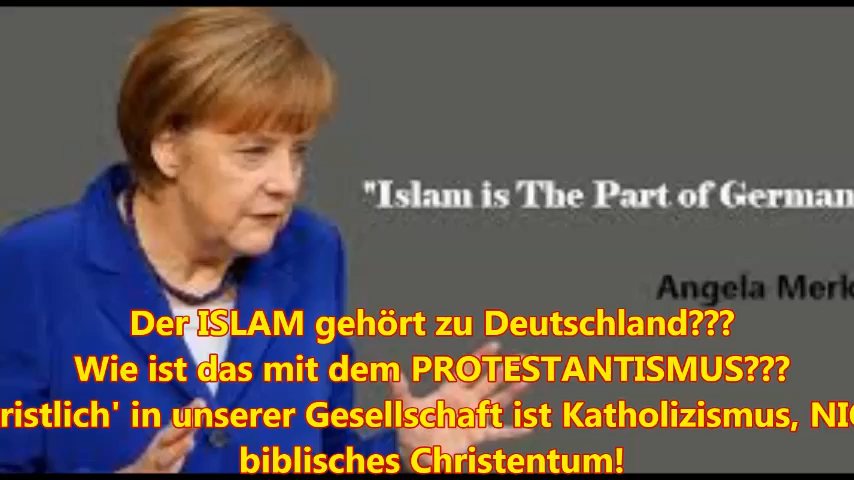 "Islam is The Part of German
Angela Merk
Der ISLAM gehört zu Deutschland???
Wie ist das mit dem PROTESTANTISMUS???
ristlich' in unserer Gesellschaft ist Katholizismus, NIC
biblisches Christentum!